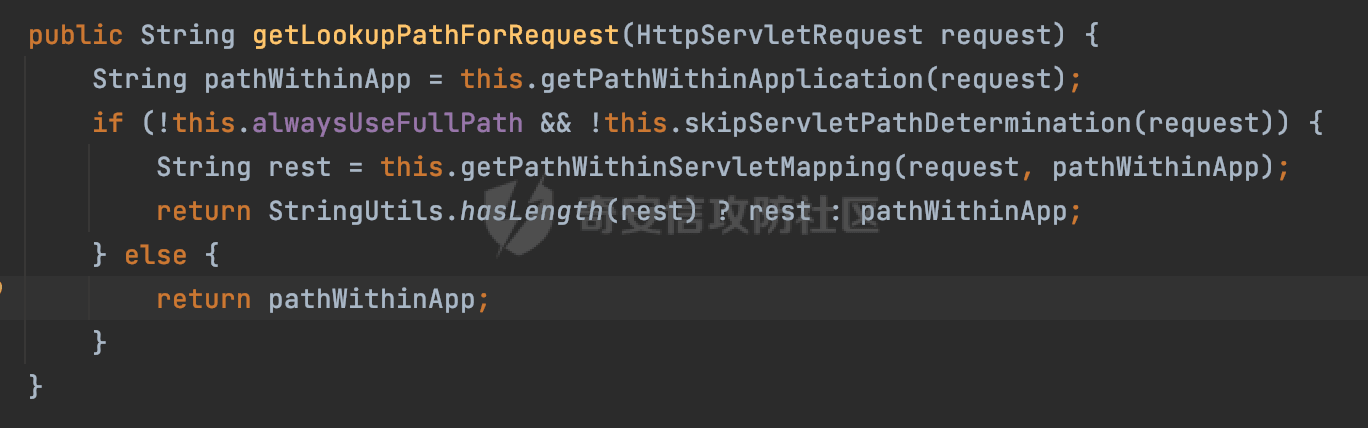 public String getLookupPathForRequest(HttpServletRequest request) {
    String pathWithinApp = this.getPathWithinApplication(request);
    if (!this.alwaysUseFullPath && !this.skipServletPathDetermination(request)) {
        String rest = this.getPathWithinServletMapping(request, pathWithinApp);
        return StringUtils.hasLength(rest) ? rest : pathWithinApp;
奇安信攻防社区
    } else {
        return pathWithinApp;
    }
}